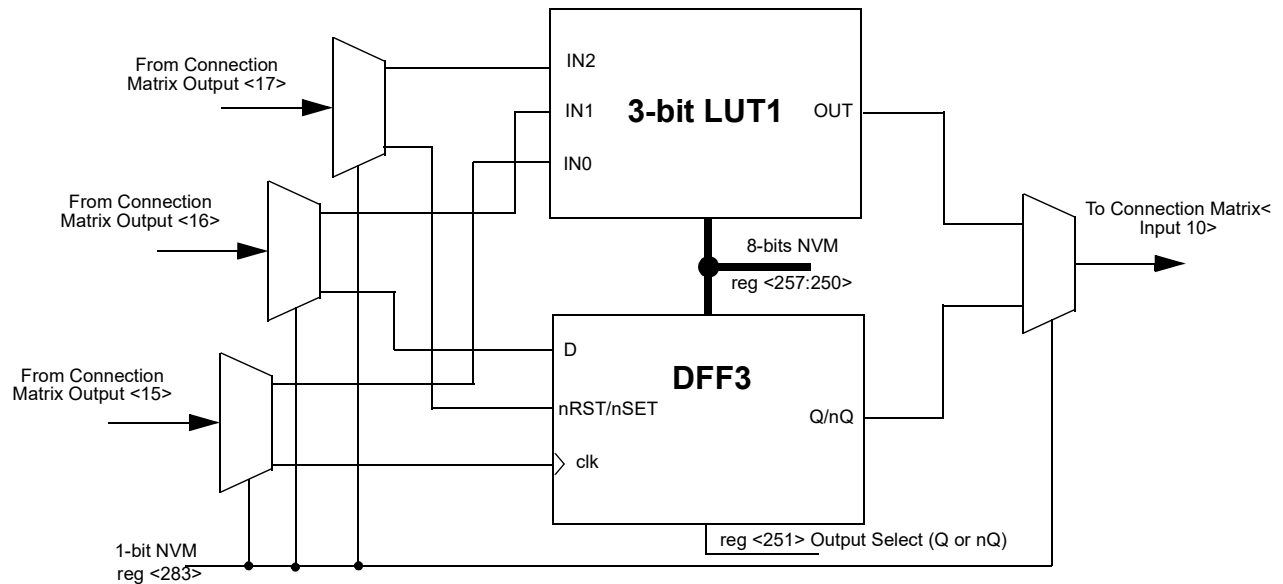 From Connection
Matrix Output <17>
IN2
IN1
IN0
3-bit LUT1
OUT
From Connection
Matrix Output <16>
To Connection Matrix<
Input 10>
8-bits NVM
reg <257:250>
From Connection
Matrix Output <15>
D
nRST/nSET
clk
DFF3
Q/nQ
reg <251> Output Select (Q or nQ)
1-bit NVM
reg <283>